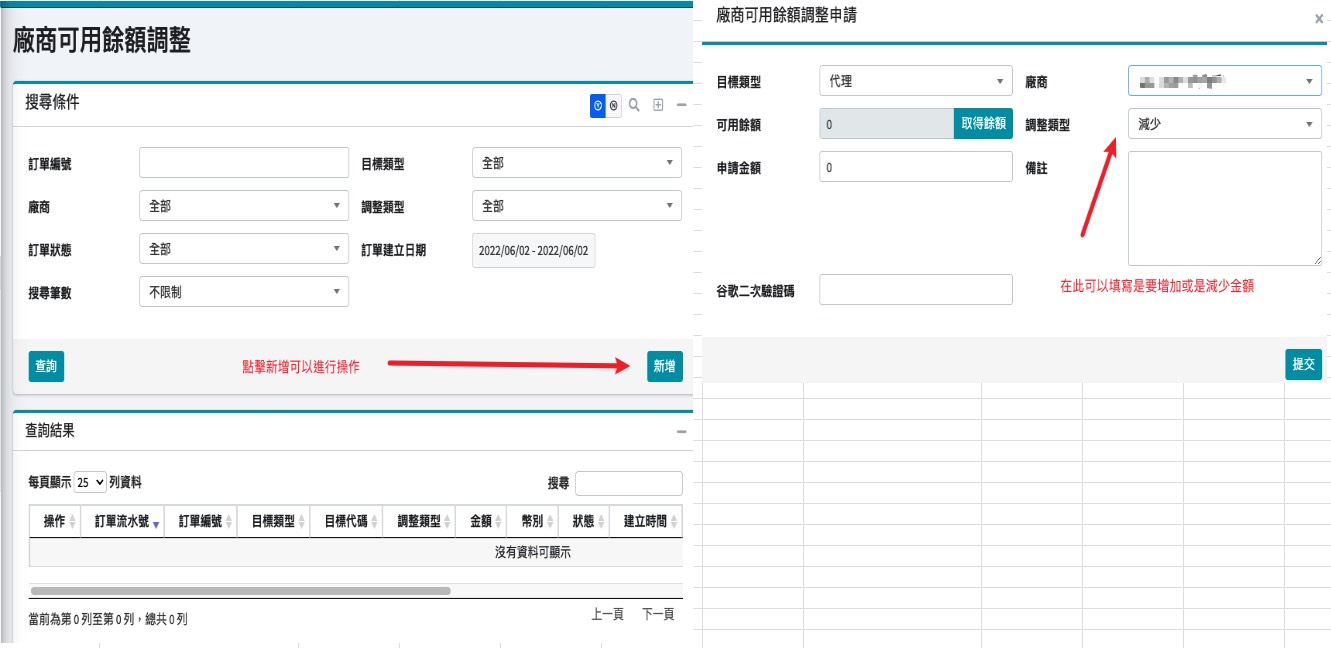 廠商可用餘額調整
搜尋條件
訂單編號
目標類型 全部
廠商 全部
調整類型 全部
訂單狀態 全部
訂單建立日期 2022/06/02 - 2022/06/02
搜尋筆數 不限制
查詢
點擊新增可以進行操作
新增
查詢結果
每頁顯示 25 列資料
搜尋
操作 訂單流水號 訂單編號 目標類型 目標代碼 調整類型 金額 幣別 狀態 建立時間
沒有資料可顯示
當前為第 0 列至第 0 列，總共 0 列
上一頁 下一頁
廠商可用餘額調整申請
x
目標類型 代理
廠商
可用餘額 0 取得餘額
調整類型 減少
申請金額 0
備註
在此可以填寫是要增加或是減少金額
谷歌二次驗證碼
提交